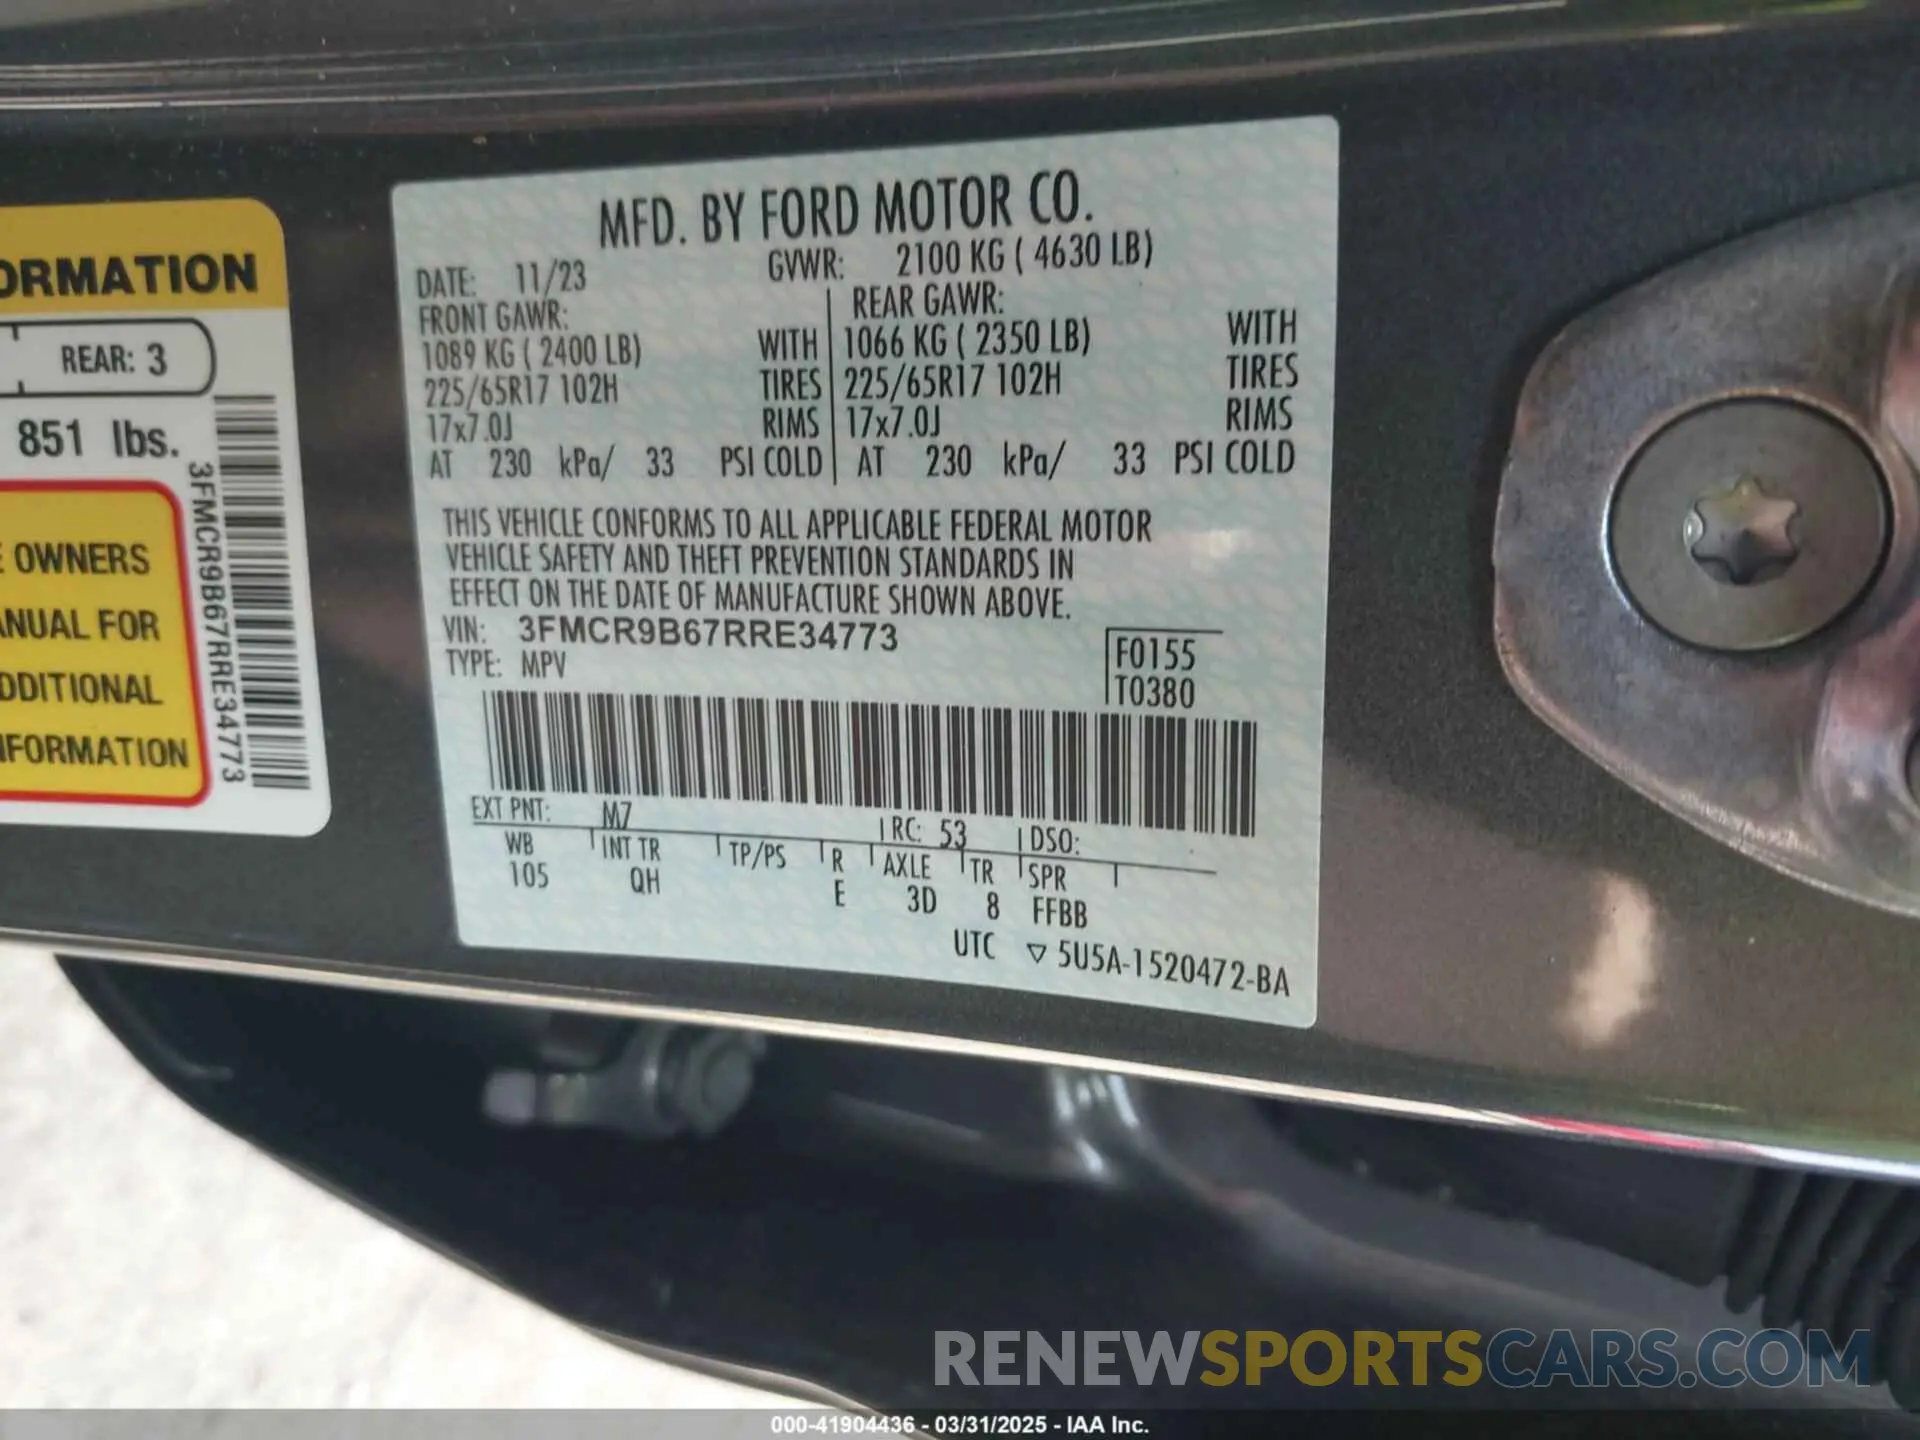 ORMATION
REAR: 3
851 lbs.
E OWNERS
ANUAL FOR
DDITIONAL
NFORMATION
3FMCR9B67RRE34773
MFD. BY FORD MOTOR CO.
DATE: 11/23 GVWR: 2100 KG ( 4630 LB)
FRONT GAWR: REAR GAWR:
1089 KG ( 2400 LB) WITH 1066 KG ( 2350 LB) WITH
225/65R17 102H TIRES 225/65R17 102H TIRES
17x7.0J RIMS 17x7.0J RIMS
AT 230 kPa/ 33 PSI COLD AT 230 kPa/ 33 PSI COLD
THIS VEHICLE CONFORMS TO ALL APPLICABLE FEDERAL MOTOR
VEHICLE SAFETY AND THEFT PREVENTION STANDARDS IN
EFFECT ON THE DATE OF MANUFACTURE SHOWN ABOVE.
VIN: 3FMCR9B67RRE34773
TYPE: MPV
F0155
T0380
EXT PNT: M7 RC: 53 DSO:
WB INT TR TP/PS R AXLE TR SPR
105 QH E 3D 8 FFBB
UTC ▽ 5U5A-1520472-BA
RENEWSPORTSCARS.COM
000-41904436 - 03/31/2025 - IAA Inc.